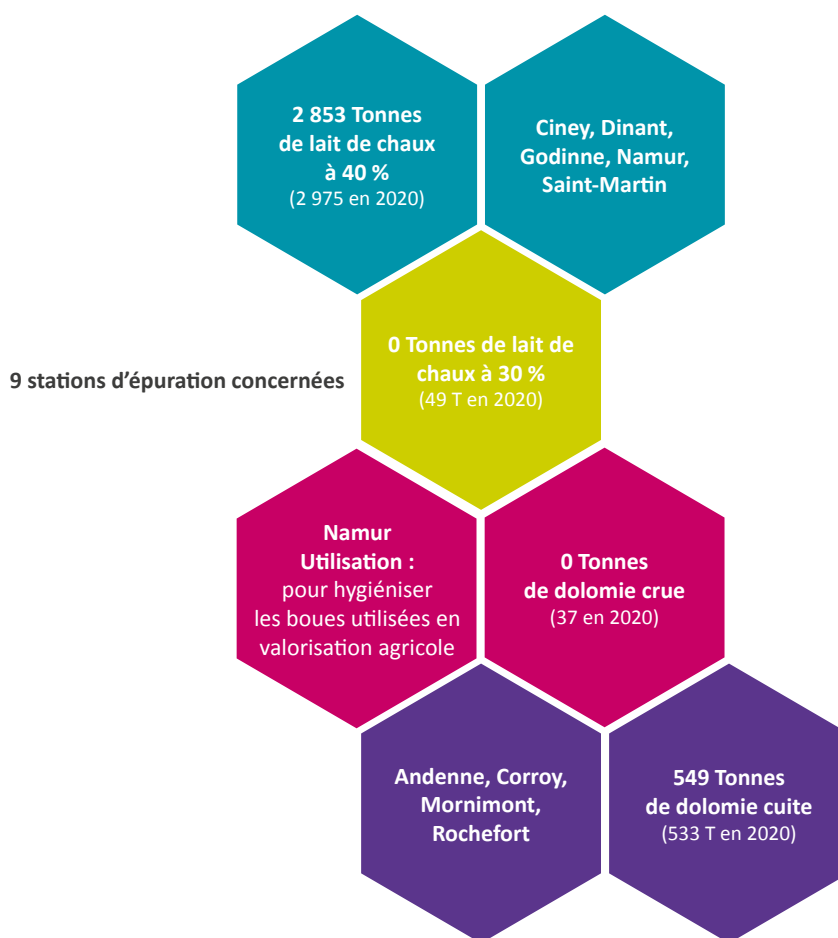 2 853 Tonnes
de lait de chaux
à 40 %
(2 975 en 2020)
Ciney, Dinant,
Godinne, Namur,
Saint-Martin
9 stations d’épuration concernées
0 Tonnes de lait de
chaux à 30 %
(49 T en 2020)
Namur
Utilisation :
pour hygiéniser
les boues utilisées en
valorisation agricole
0 Tonnes
de dolomie crue
(37 en 2020)
Andenne, Corroy,
Mornimont,
Rochefort
549 Tonnes
de dolomie cuite
(533 T en 2020)